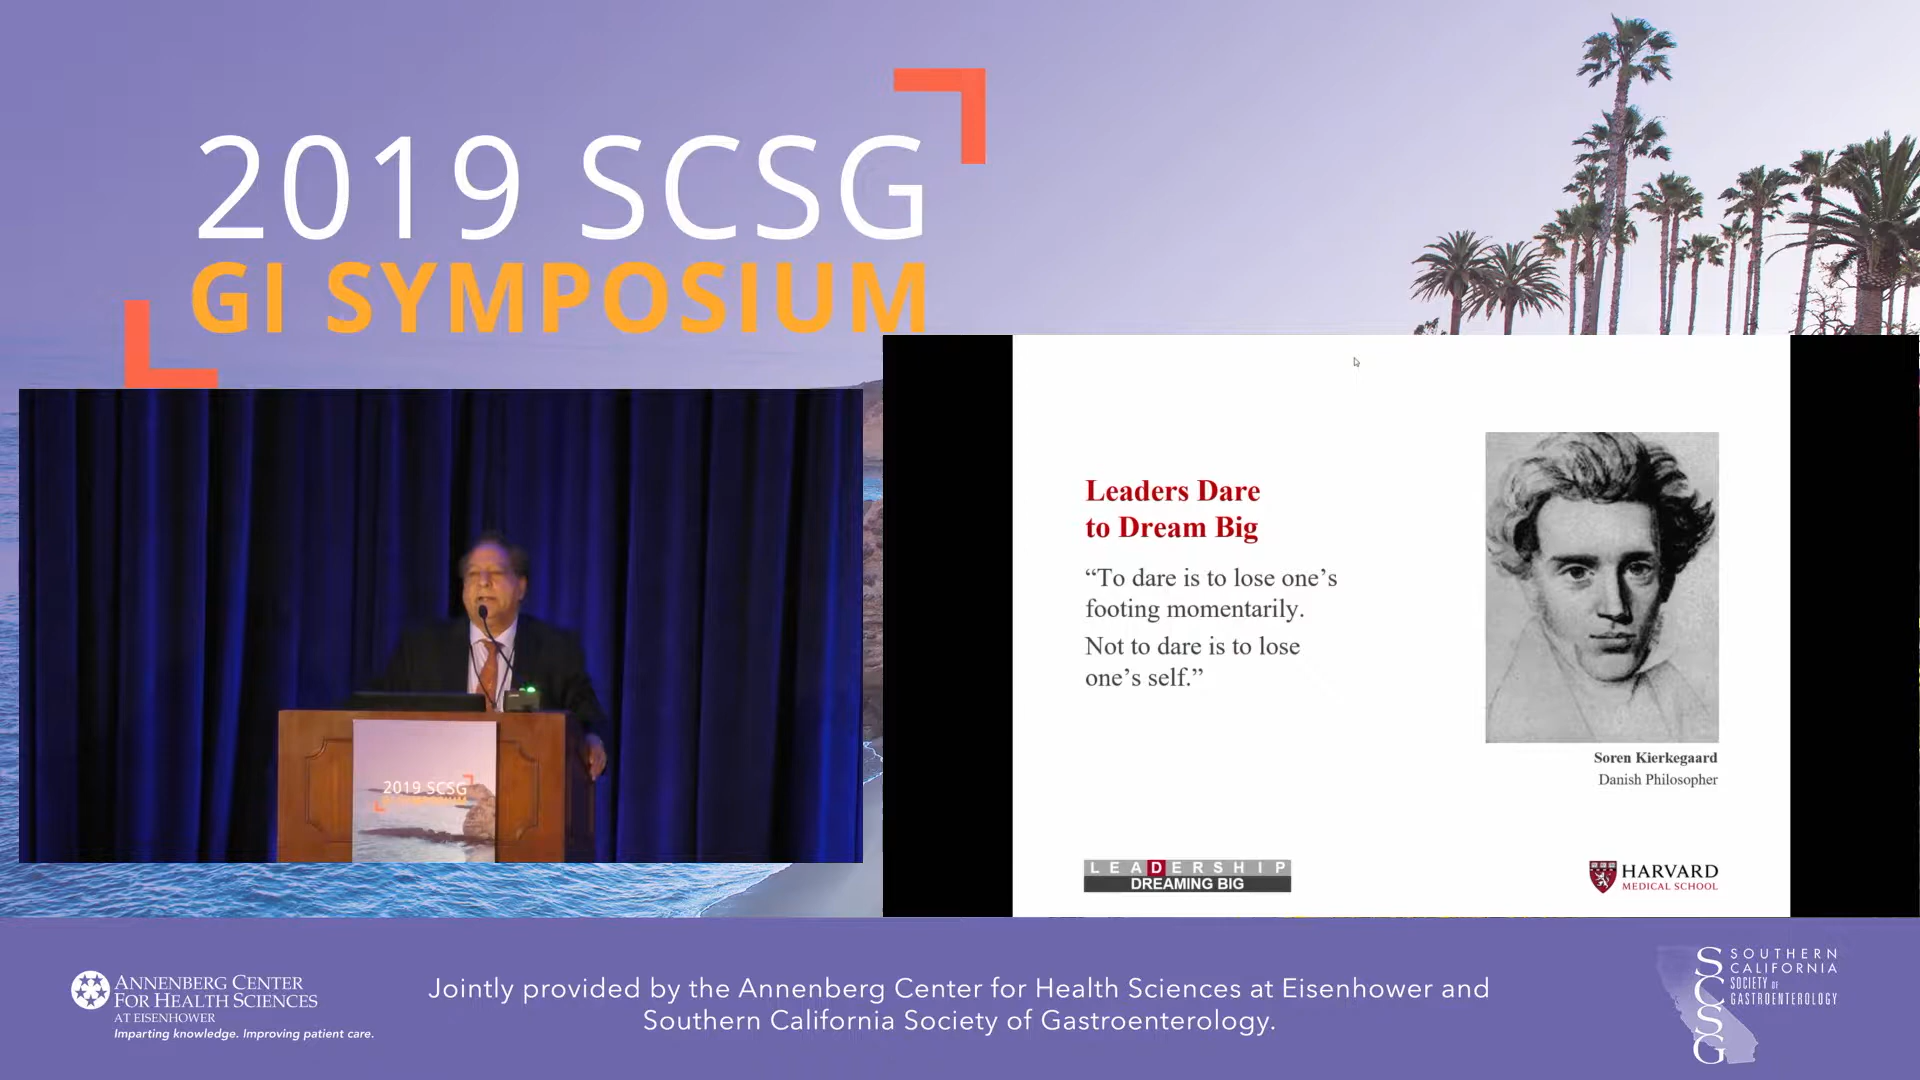 2019 SCSG
GI SYMPOSIUM
2019 SCSG
Leaders Dare
to Dream Big
“To dare is to lose one’s
footing momentarily.
Not to dare is to lose
one’s self.”
Soren Kierkegaard
Danish Philosopher
LEADERSHIP
DREAMING BIG
HARVARD
MEDICAL SCHOOL
ANNENBERG CENTER
FOR HEALTH SCIENCES
AT EISENHOWER
Imparting knowledge. Improving patient care.
Jointly provided by the Annenberg Center for Health Sciences at Eisenhower and
Southern California Society of Gastroenterology.
SCSG
SOUTHERN
CALIFORNIA
SOCIETY OF
GASTROENTEROLOGY